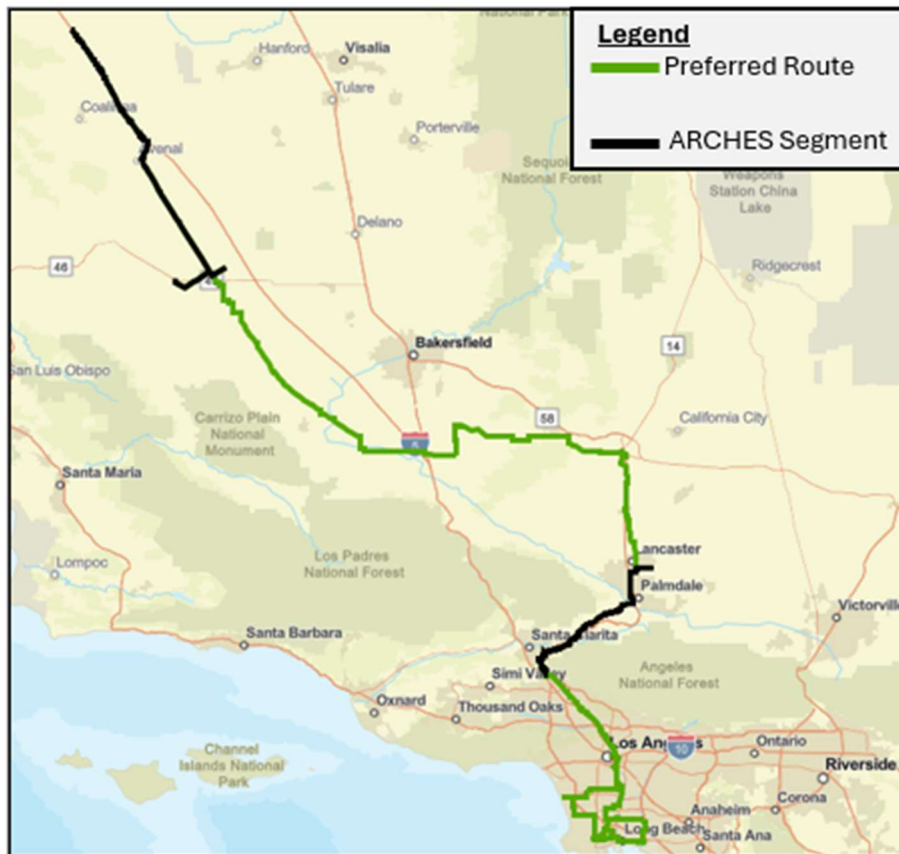 National Park
Legend
Preferred Route
ARCHES Segment
Hanford
Visalia
Tulare
Coalinga
Porterville
Avenal
Sequoia
National Forest
Weapons
Station China
Lake
Delano
46
Ridgecrest
Bakersfield
14
San Luis Obispo
Carrizo Plain
National
Monument
58
California City
5
Santa Maria
Lompoc
Los Padres
National Forest
Lancaster
Palmdale
Victorville
Santa Barbara
Santa Clarita
Simi Valley
Angeles
National Forest
Oxnard
Thousand Oaks
Channel
Islands National
Park
Los Angeles
10
Ontario
Riverside
Corona
Anaheim
Long Beach
Santa Ana